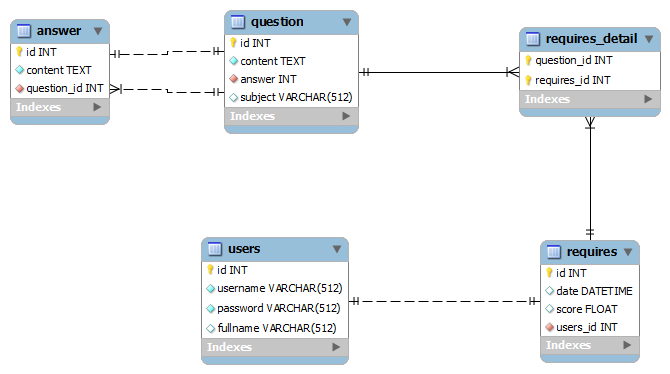 answer
id INT
content TEXT
question_id INT
Indexes
question
id INT
content TEXT
answer INT
subject VARCHAR(512)
Indexes
requires_detail
question_id INT
requires_id INT
Indexes
users
id INT
username VARCHAR(512)
password VARCHAR(512)
fullname VARCHAR(512)
Indexes
requires
id INT
date DATETIME
score FLOAT
users_id INT
Indexes